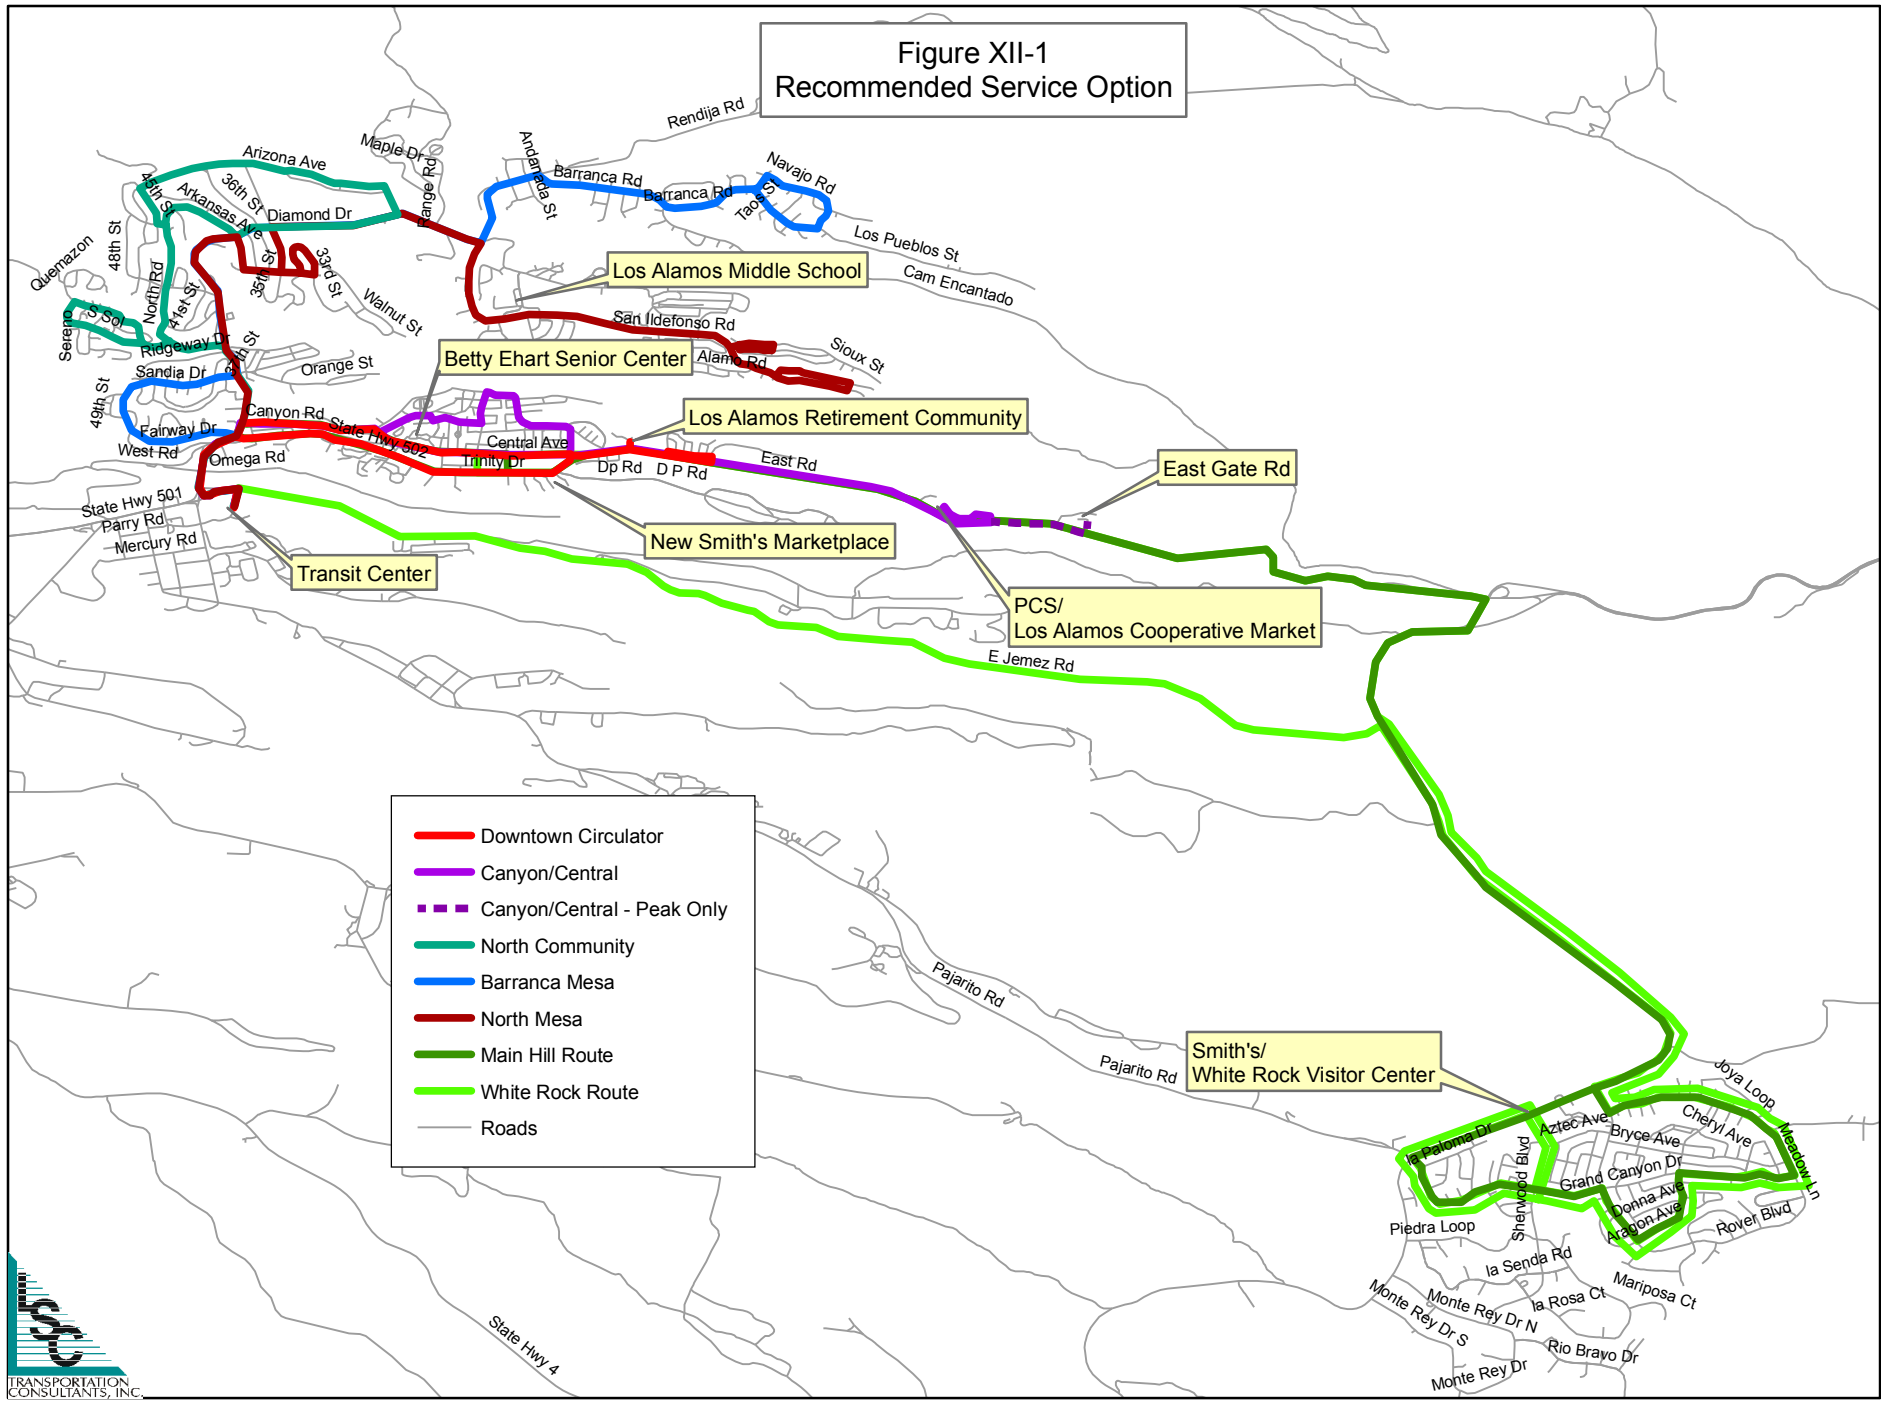 Figure XII-1
Recommended Service Option
Rendija Rd
Maple Dr
Arizona Ave
Range Rd
Andanada St
Barranca Rd
Barranca Rd
Navajo Rd
Taos St
45th St
Arkansas Ave
36th St
Diamond Dr
48th St
Quemazon
North Rd
41st St
35th St
33rd St
Walnut St
Los Pueblos St
Cam Encantado
Los Alamos Middle School
San Ildefonso Rd
Sioux St
Alamo Rd
S Sol
Sereno
Ridgeway Dr
37th St
Orange St
Sandia Dr
49th St
Betty Ehart Senior Center
Canyon Rd
State Hwy 502
Los Alamos Retirement Community
Fairway Dr
West Rd
Omega Rd
Central Ave
Trinity Dr
Dp Rd
D P Rd
East Rd
East Gate Rd
State Hwy 501
Parry Rd
Mercury Rd
New Smith's Marketplace
Transit Center
PCS/
Los Alamos Cooperative Market
E Jemez Rd
Downtown Circulator
Canyon/Central
Canyon/Central - Peak Only
North Community
Barranca Mesa
North Mesa
Main Hill Route
White Rock Route
Roads
Pajarito Rd
Pajarito Rd
Smith's/
White Rock Visitor Center
Joya Loop
la Paloma Dr
Aztec Ave
Bryce Ave
Cheryl Ave
Meadow Ln
Grand Canyon Dr
Sherwood Blvd
Donna Ave
Aragon Ave
Rover Blvd
Piedra Loop
la Senda Rd
Mariposa Ct
Monte Rey Dr S
Monte Rey Dr N
la Rosa Ct
Rio Bravo Dr
Monte Rey Dr
State Hwy 4
LSC
TRANSPORTATION
CONSULTANTS, INC.